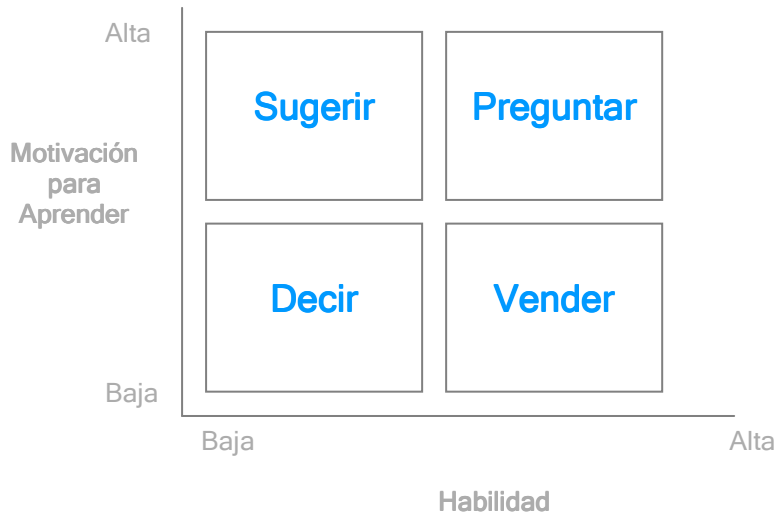 Alta
Sugerir
Preguntar
Motivación
para
Aprender
Decir
Vender
Baja
Baja
Alta
Habilidad